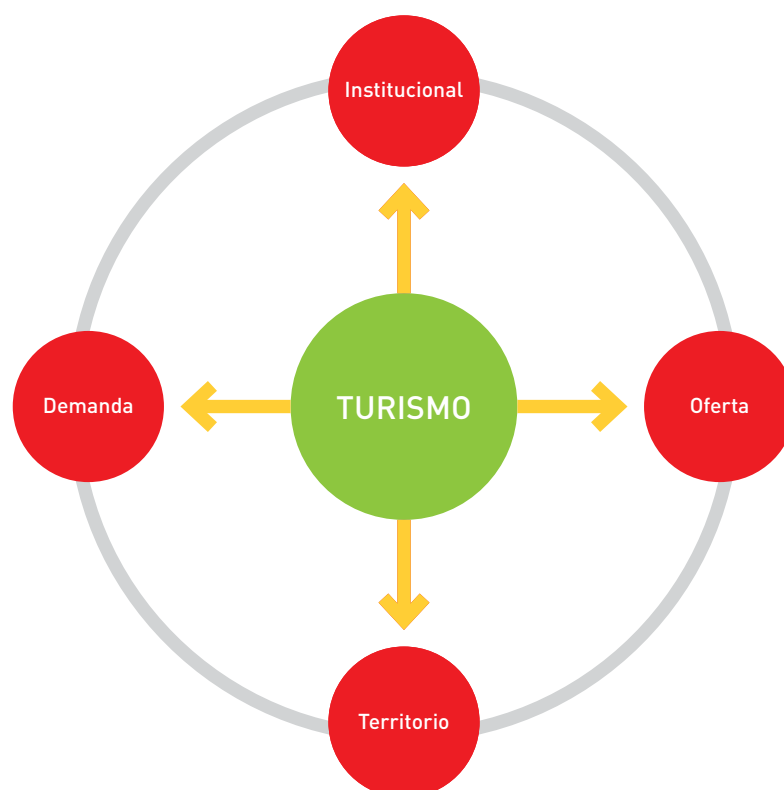 Institucional
Demanda
TURISMO
Oferta
Territorio